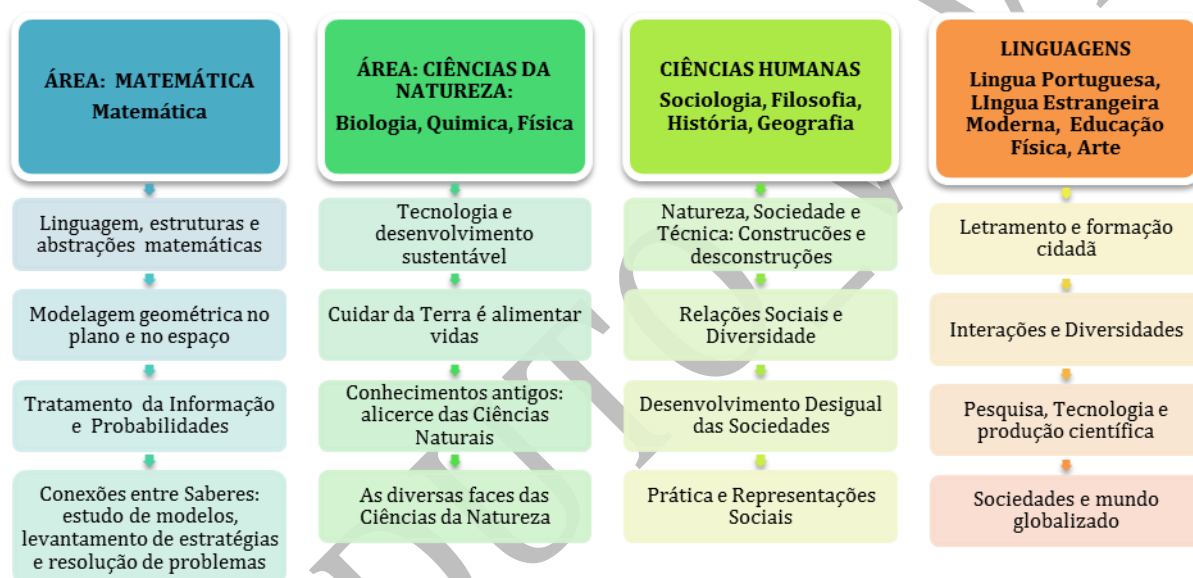 ÁREA: MATEMÁTICA
Matemática
Linguagem, estruturas e
abstrações matemáticas
Modelagem geométrica no
plano e no espaço
Tratamento da Informação
e Probabilidades
Conexões entre Saberes:
estudo de modelos,
levantamento de estratégias
e resolução de problemas
ÁREA: CIÊNCIAS DA
NATUREZA:
Biologia, Quimica, Física
Tecnologia e
desenvolvimento
sustentável
Cuidar da Terra é alimentar
vidas
Conhecimentos antigos:
alicerce das Ciências
Naturais
As diversas faces das
Ciências da Natureza
CIÊNCIAS HUMANAS
Sociologia, Filosofia,
História, Geografia
Natureza, Sociedade e
Técnica: Construcões e
desconstruções
Relações Sociais e
Diversidade
Desenvolvimento Desigual
das Sociedades
Prática e Representações
Sociais
LINGUAGENS
Lingua Portuguesa,
LIngua Estrangeira
Moderna, Educação
Física, Arte
Letramento e formação
cidadã
Interações e Diversidades
Pesquisa, Tecnologia e
produção científica
Sociedades e mundo
globalizado